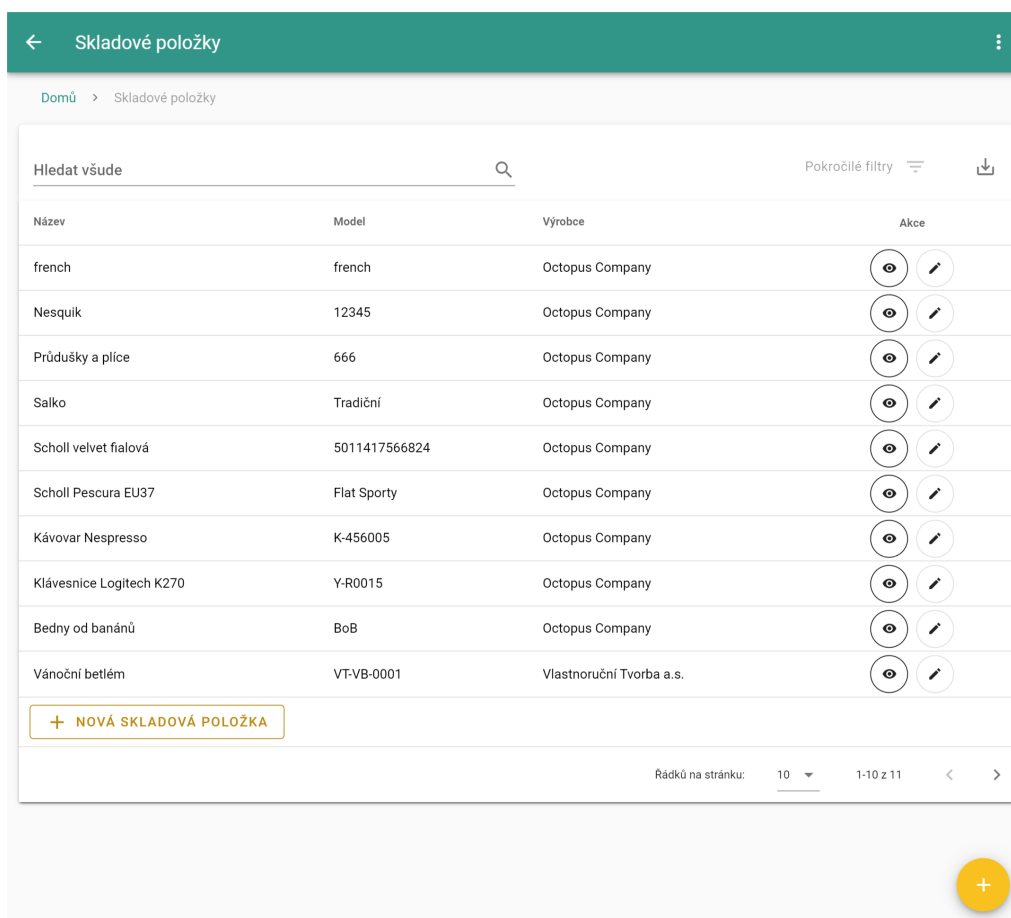 Skladové položky
Domů > Skladové položky
Hledat všude Pokročilé filtry
Název Model Výrobce Akce
french french Octopus Company
Nesquik 12345 Octopus Company
Průdušky a plíce 666 Octopus Company
Salko Tradiční Octopus Company
Scholl velvet fialová 5011417566824 Octopus Company
Scholl Pescura EU37 Flat Sporty Octopus Company
Kávovar Nespresso K-456005 Octopus Company
Klávesnice Logitech K270 Y-R0015 Octopus Company
Bedny od banánů BoB Octopus Company
Vánoční betlém VT-VB-0001 Vlastnoruční Tvorba a.s.
+ NOVÁ SKLADOVÁ POLOŽKA
Řádků na stránku: 10 1-10 z 11